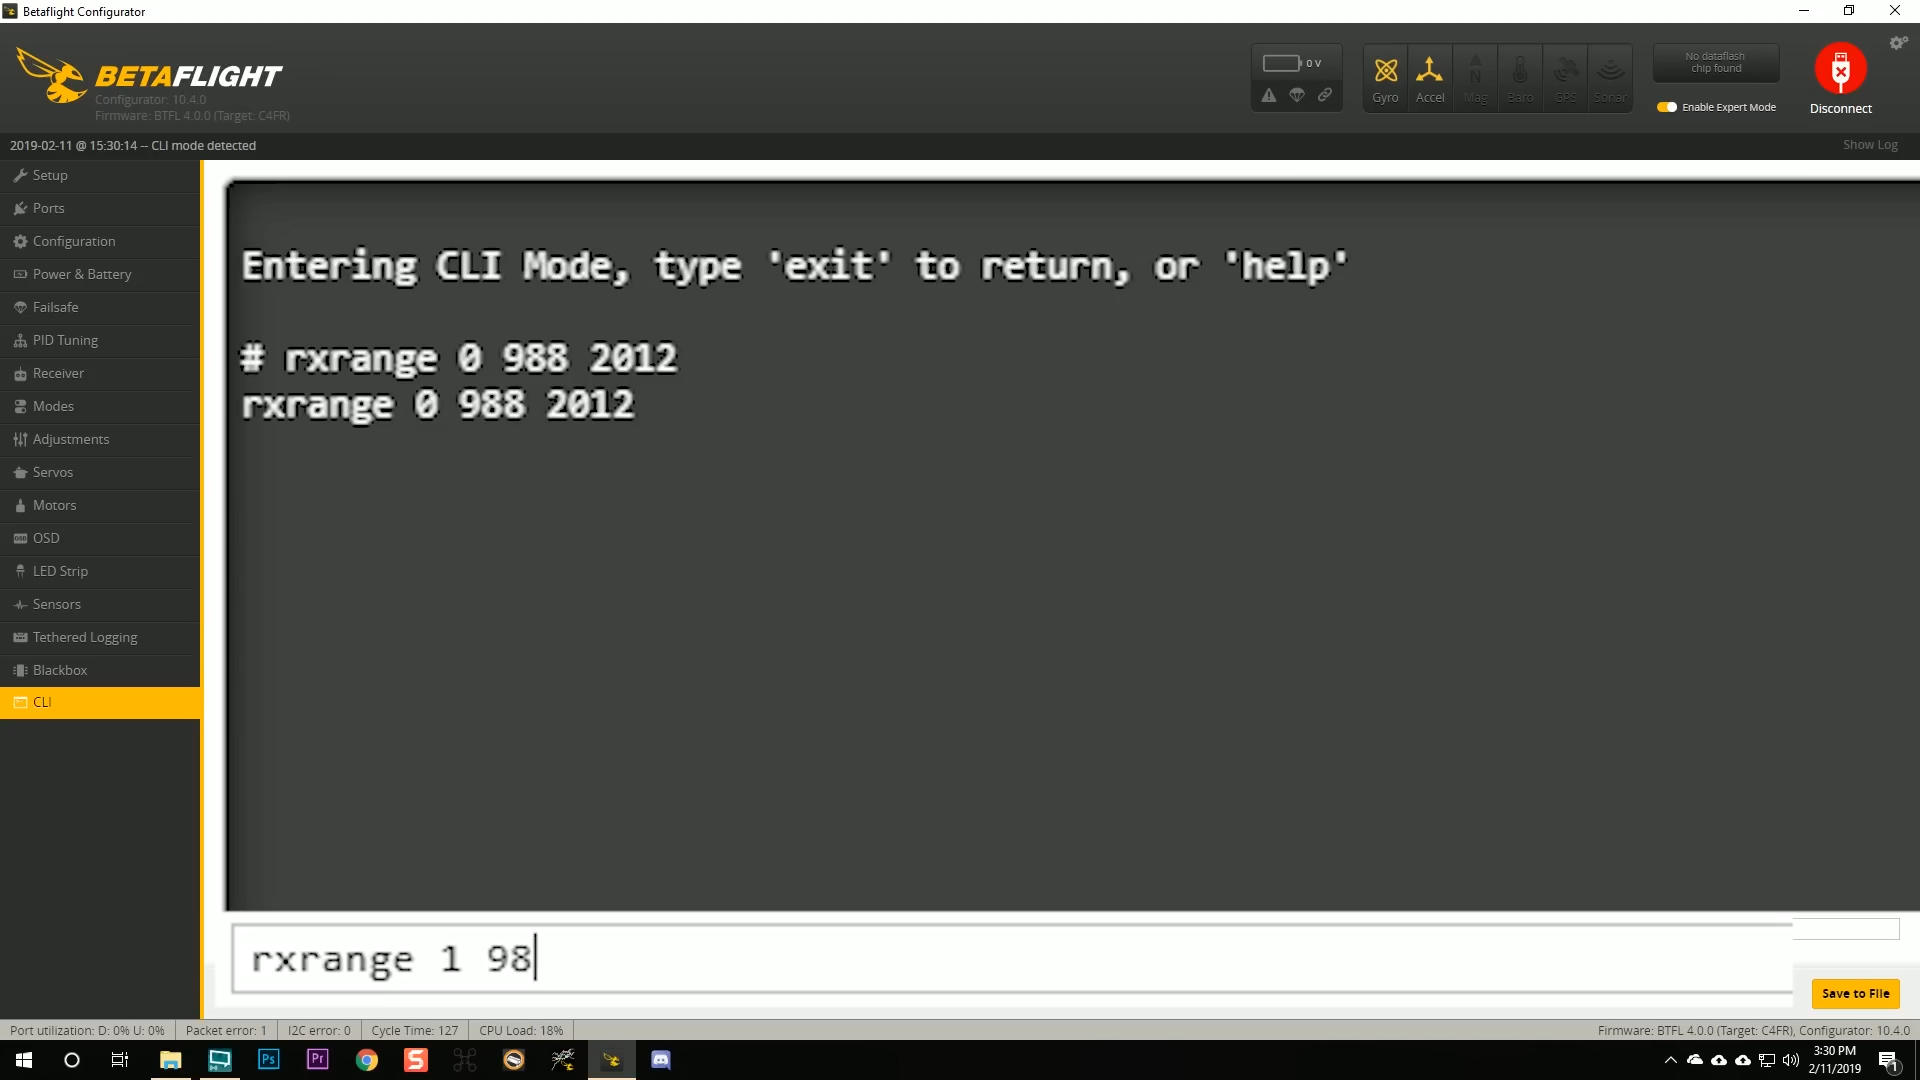 Betaflight Configurator
BETAFLIGHT
Configurator: 10.4.0
Firmware: BTFL 4.0.0 (Target: C4FR)
0 V
Gyro
Accel
Mag
Baro
GPS
Sonar
No dataflash
chip found
Enable Expert Mode
Disconnect
2019-02-11 @ 15:30:14 -- CLI mode detected
Show Log
Setup
Ports
Configuration
Power & Battery
Failsafe
PID Tuning
Receiver
Modes
Adjustments
Servos
Motors
OSD
LED Strip
Sensors
Tethered Logging
Blackbox
CLI
Entering CLI Mode, type 'exit' to return, or 'help'
# rxrange 0 988 2012
rxrange 0 988 2012
rxrange 1 98
Save to File
Port utilization: D: 0% U: 0%
Packet error: 1
I2C error: 0
Cycle Time: 127
CPU Load: 18%
Firmware: BTFL 4.0.0 (Target: C4FR), Configurator: 10.4.0
Ps
Pr
S
3:30 PM
2/11/2019
1